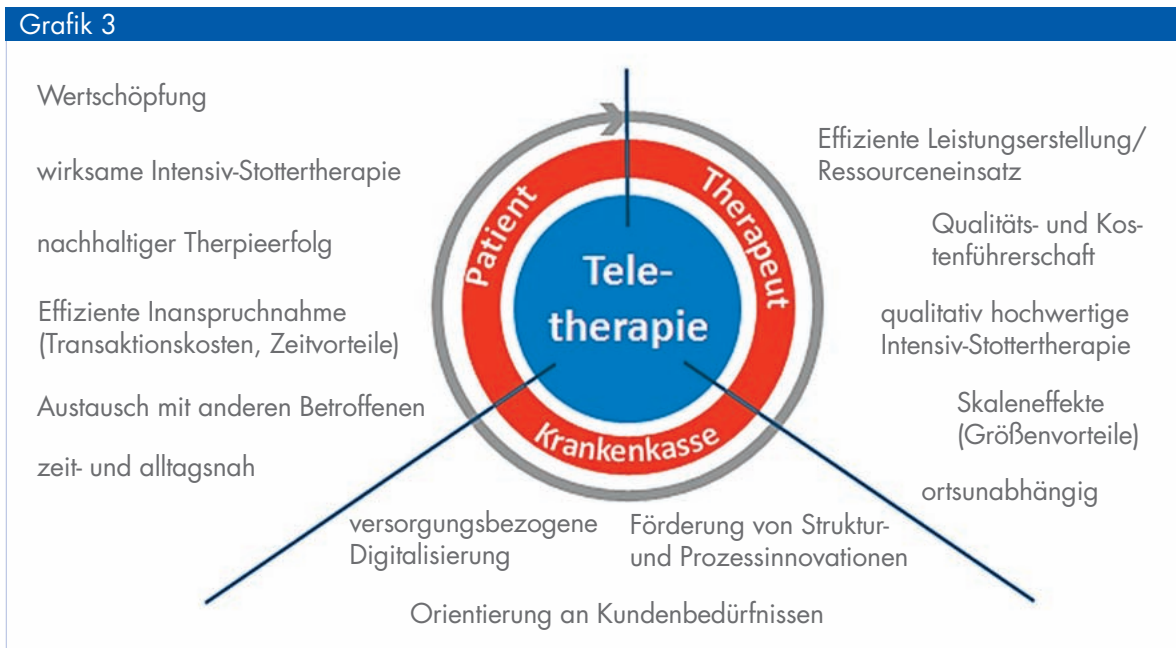 Grafik 3
Wertschöpfung
wirksame Intensiv-Stottertherapie
nachhaltiger Therpieerfolg
Effiziente Inanspruchnahme
(Transaktionskosten, Zeitvorteile)
Austausch mit anderen Betroffenen
zeit- und alltagsnah
Patient
Therapeut
Krankenkasse
Tele-
therapie
Effiziente Leistungserstellung/
Ressourceneinsatz
Qualitäts- und Kos-
tenführerschaft
qualitativ hochwertige
Intensiv-Stottertherapie
Skaleneffekte
(Größenvorteile)
ortsunabhängig
versorgungsbezogene
Digitalisierung
Förderung von Struktur-
und Prozessinnovationen
Orientierung an Kundenbedürfnissen